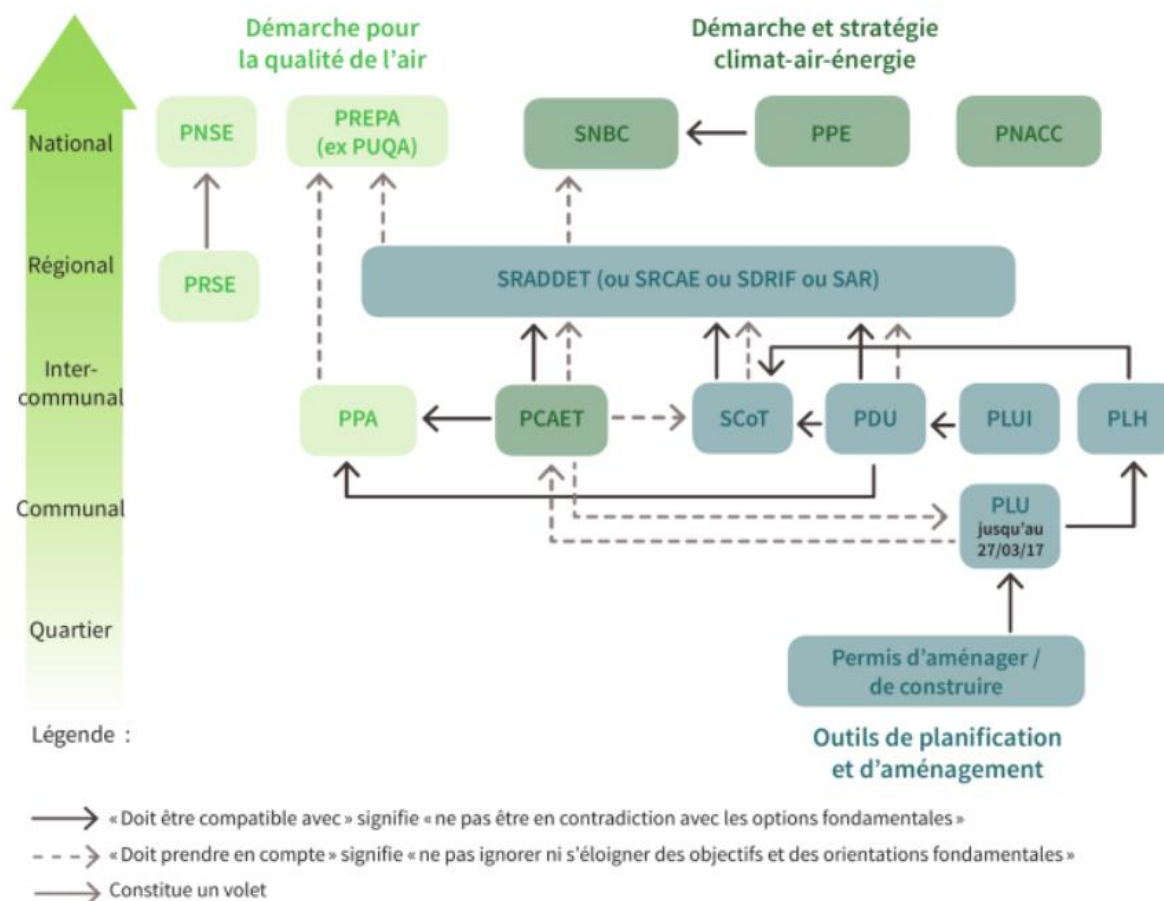 Démarche pour
la qualité de l’air
Démarche et stratégie
climat-air-énergie
National
PNSE
PREPA
(ex PUQA)
SNBC
PPE
PNACC
Régional
PRSE
SRADDET (ou SRCAE ou SDRIF ou SAR)
Inter-
communal
PPA
PCAET
SCoT
PDU
PLUI
PLH
Communal
PLU
jusqu’au
27/03/17
Quartier
Permis d’aménager /
de construire
Légende :
Outils de planification
et d’aménagement
« Doit être compatible avec » signifie « ne pas être en contradiction avec les options fondamentales »
« Doit prendre en compte » signifie « ne pas ignorer ni s’éloigner des objectifs et des orientations fondamentales »
Constitue un volet